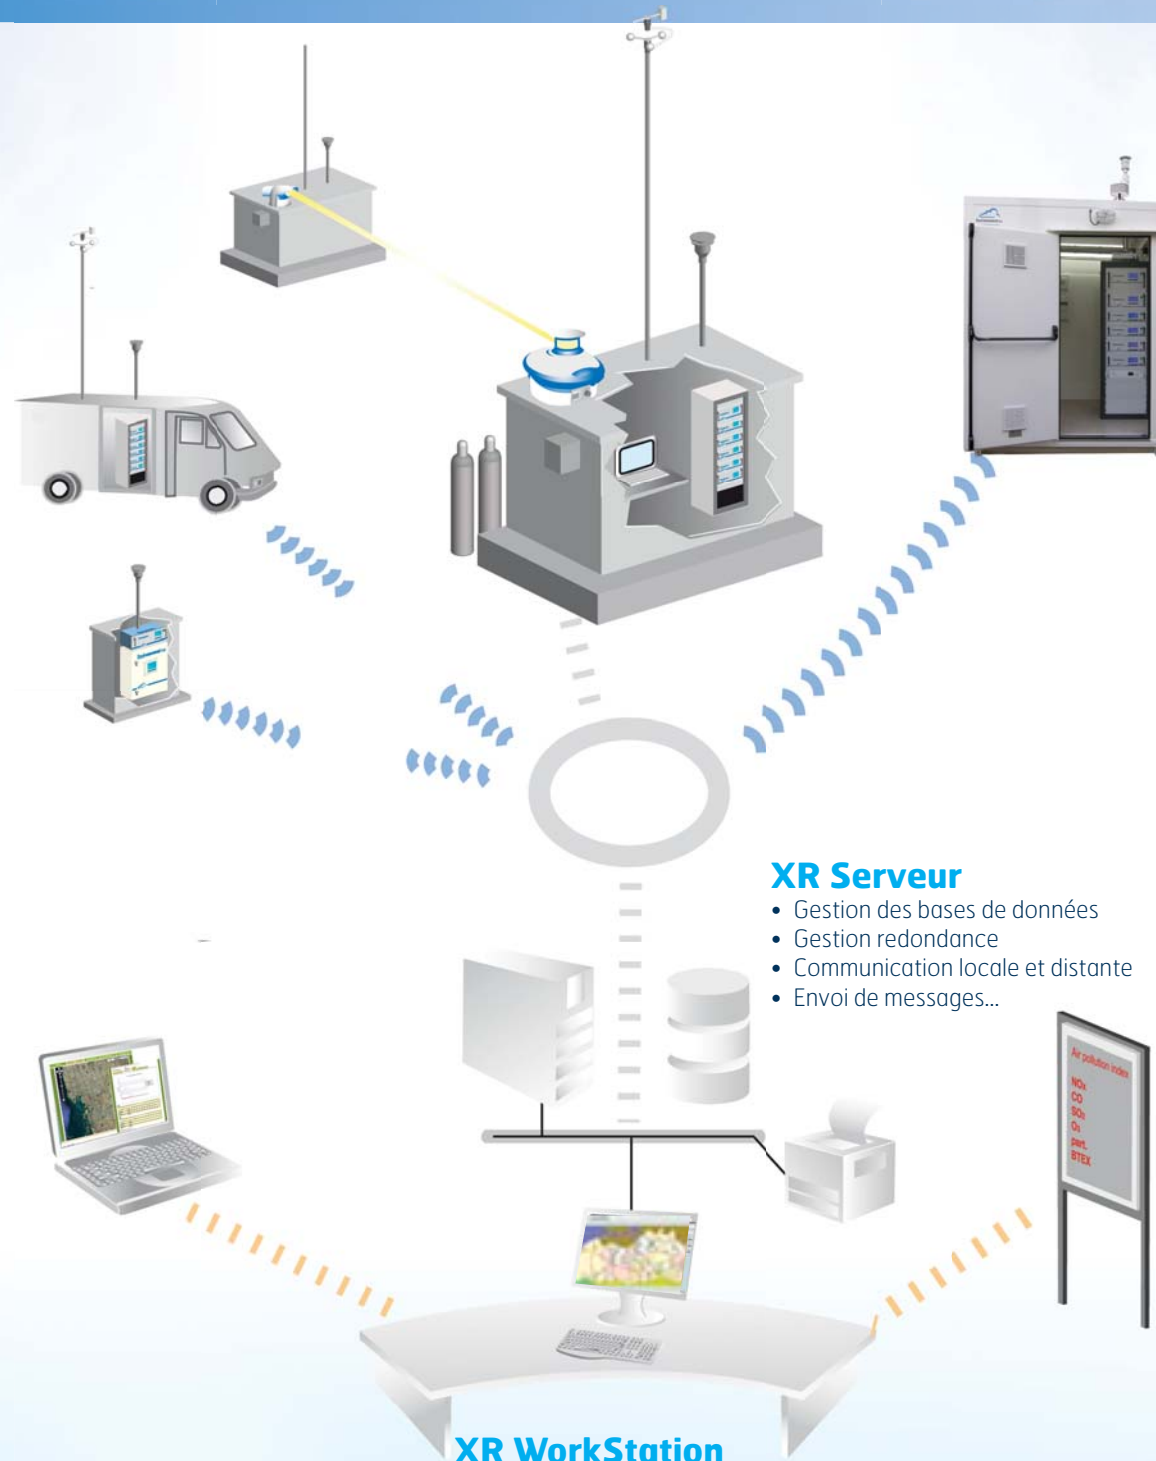 XR Serveur
• Gestion des bases de données
• Gestion redondance
• Communication locale et distante
• Envoi de messages...
Air pollution index
NOx
CO
SO₂
O₃
part.
BTEX
XR WorkStation